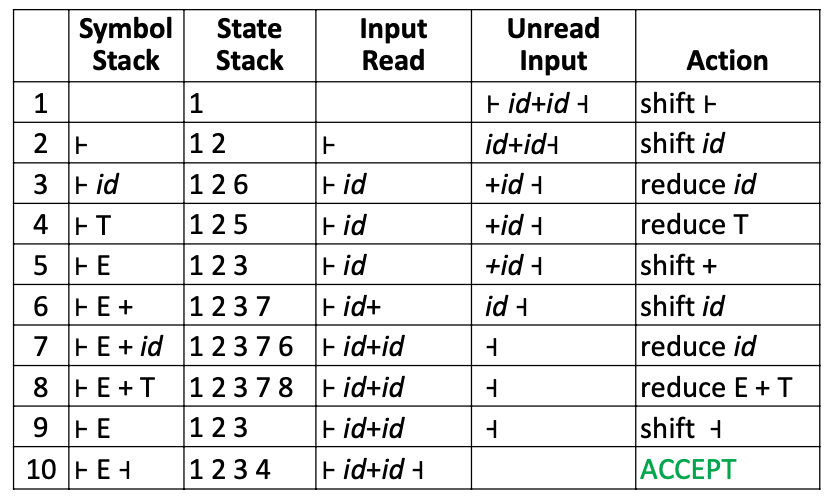 Symbol Stack State Stack Input Read Unread Input Action
1 1 ⊢ id+id ⊣ shift ⊢
2 ⊢ 1 2 ⊢ id+id⊣ shift id
3 ⊢ id 1 2 6 ⊢ id +id ⊣ reduce id
4 ⊢ T 1 2 5 ⊢ id +id ⊣ reduce T
5 ⊢ E 1 2 3 ⊢ id +id ⊣ shift +
6 ⊢ E + 1 2 3 7 ⊢ id+ id ⊣ shift id
7 ⊢ E + id 1 2 3 7 6 ⊢ id+id ⊣ reduce id
8 ⊢ E + T 1 2 3 7 8 ⊢ id+id ⊣ reduce E + T
9 ⊢ E 1 2 3 ⊢ id+id ⊣ shift ⊣
10 ⊢ E ⊣ 1 2 3 4 ⊢ id+id ⊣ ACCEPT